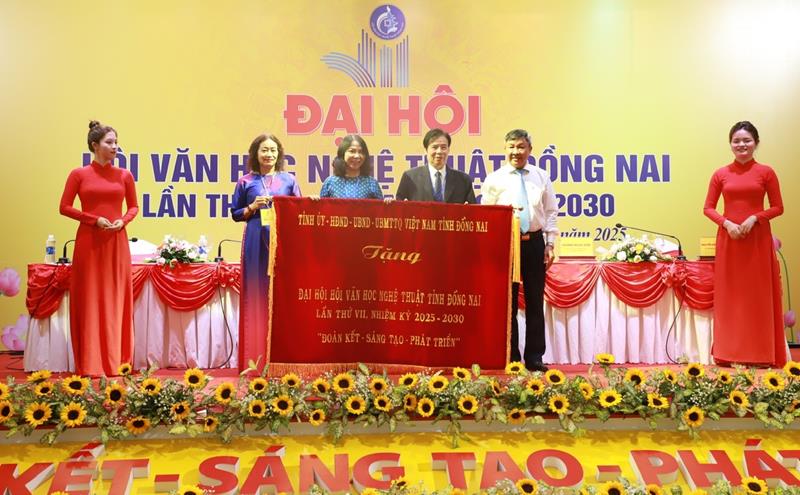 ĐẠI HỘI
HỘI VĂN HỌC NGHỆ THUẬT ĐỒNG NAI
LẦN TH 2030
năm 2025
TỈNH ỦY - HĐND - UBND - UBMTTQ VIỆT NAM TỈNH ĐỒNG NAI
Tặng
ĐẠI HỘI HỘI VĂN HỌC NGHỆ THUẬT TỈNH ĐỒNG NAI
LẦN THỨ VII, NHIỆM KỲ 2025 - 2030
"ĐOÀN KẾT - SÁNG TẠO - PHÁT TRIỂN"
KẾT - SÁNG TẠO - PHÁT